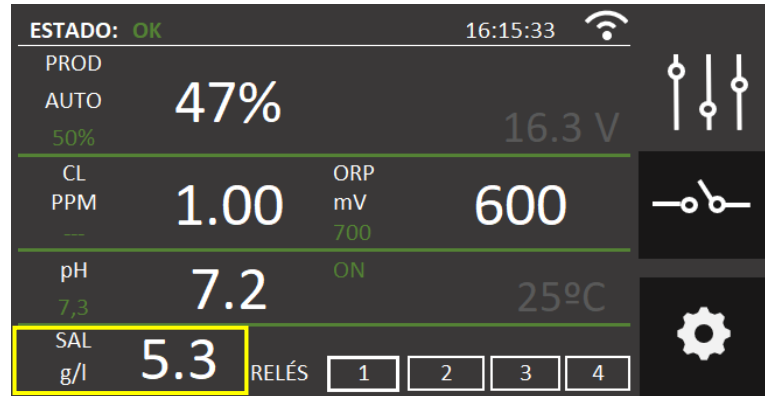 ESTADO: OK 16:15:33
PROD
AUTO 47%
50% 16.3 V
CL ORP
PPM 1.00 mV 600
--- 700
pH 7.2 ON
7,3 25ºC
SAL
g/l 5.3 RELÉS 1 2 3 4